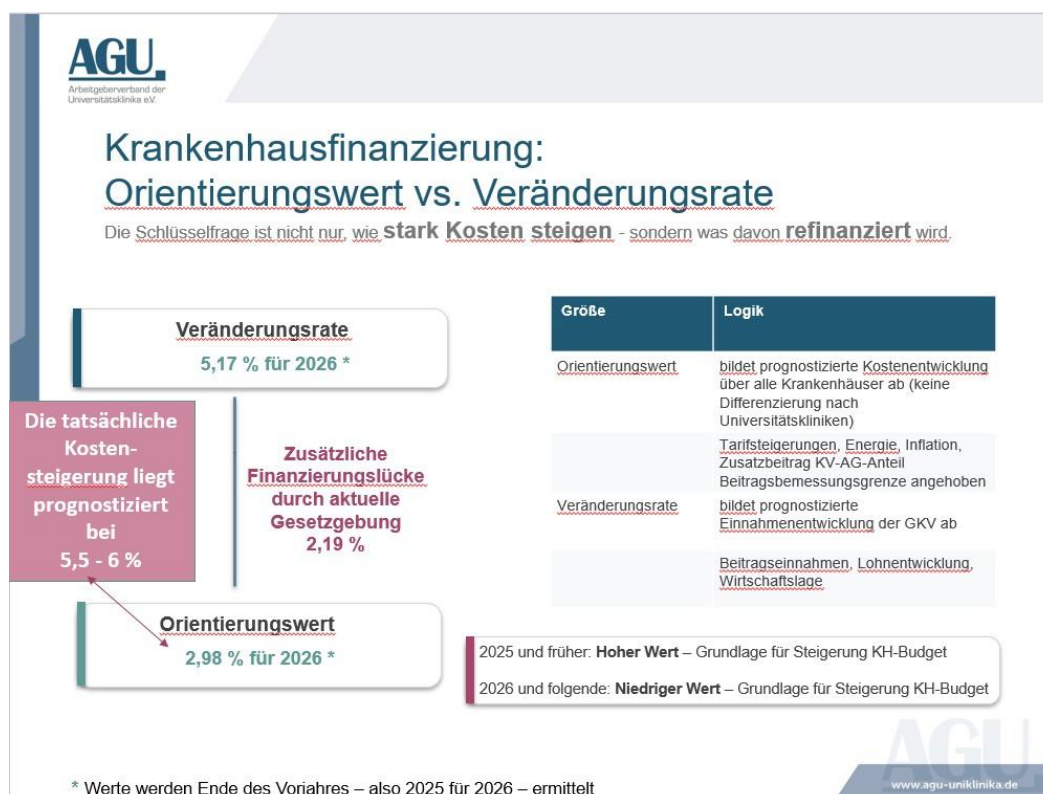 AGU
Arbeitgeberverband der
Universitätsklinika e.V.
Krankenhausfinanzierung:
Orientierungswert vs. Veränderungsrate
Die Schlüsselfrage ist nicht nur, wie stark Kosten steigen - sondern was davon refinanziert wird.
Veränderungsrate
5,17 % für 2026 *
Die tatsächliche
Kosten-
steigerung liegt
prognostiziert
bei
5,5 - 6 %
Zusätzliche
Finanzierungslücke
durch aktuelle
Gesetzgebung
2,19 %
Orientierungswert
2,98 % für 2026 *
Größe
Logik
Orientierungswert
bildet prognostizierte Kostenentwicklung
über alle Krankenhäuser ab (keine
Differenzierung nach
Universitätskliniken)
Tarifsteigerungen, Energie, Inflation,
Zusatzbeitrag KV-AG-Anteil
Beitragsbemessungsgrenze angehoben
Veränderungsrate
bildet prognostizierte
Einnahmenentwicklung der GKV ab
Beitragseinnahmen, Lohnentwicklung,
Wirtschaftslage
2025 und früher: Hoher Wert – Grundlage für Steigerung KH-Budget
2026 und folgende: Niedriger Wert – Grundlage für Steigerung KH-Budget
AGU
* Werte werden Ende des Vorjahres – also 2025 für 2026 – ermittelt
www.agu-uniklinika.de